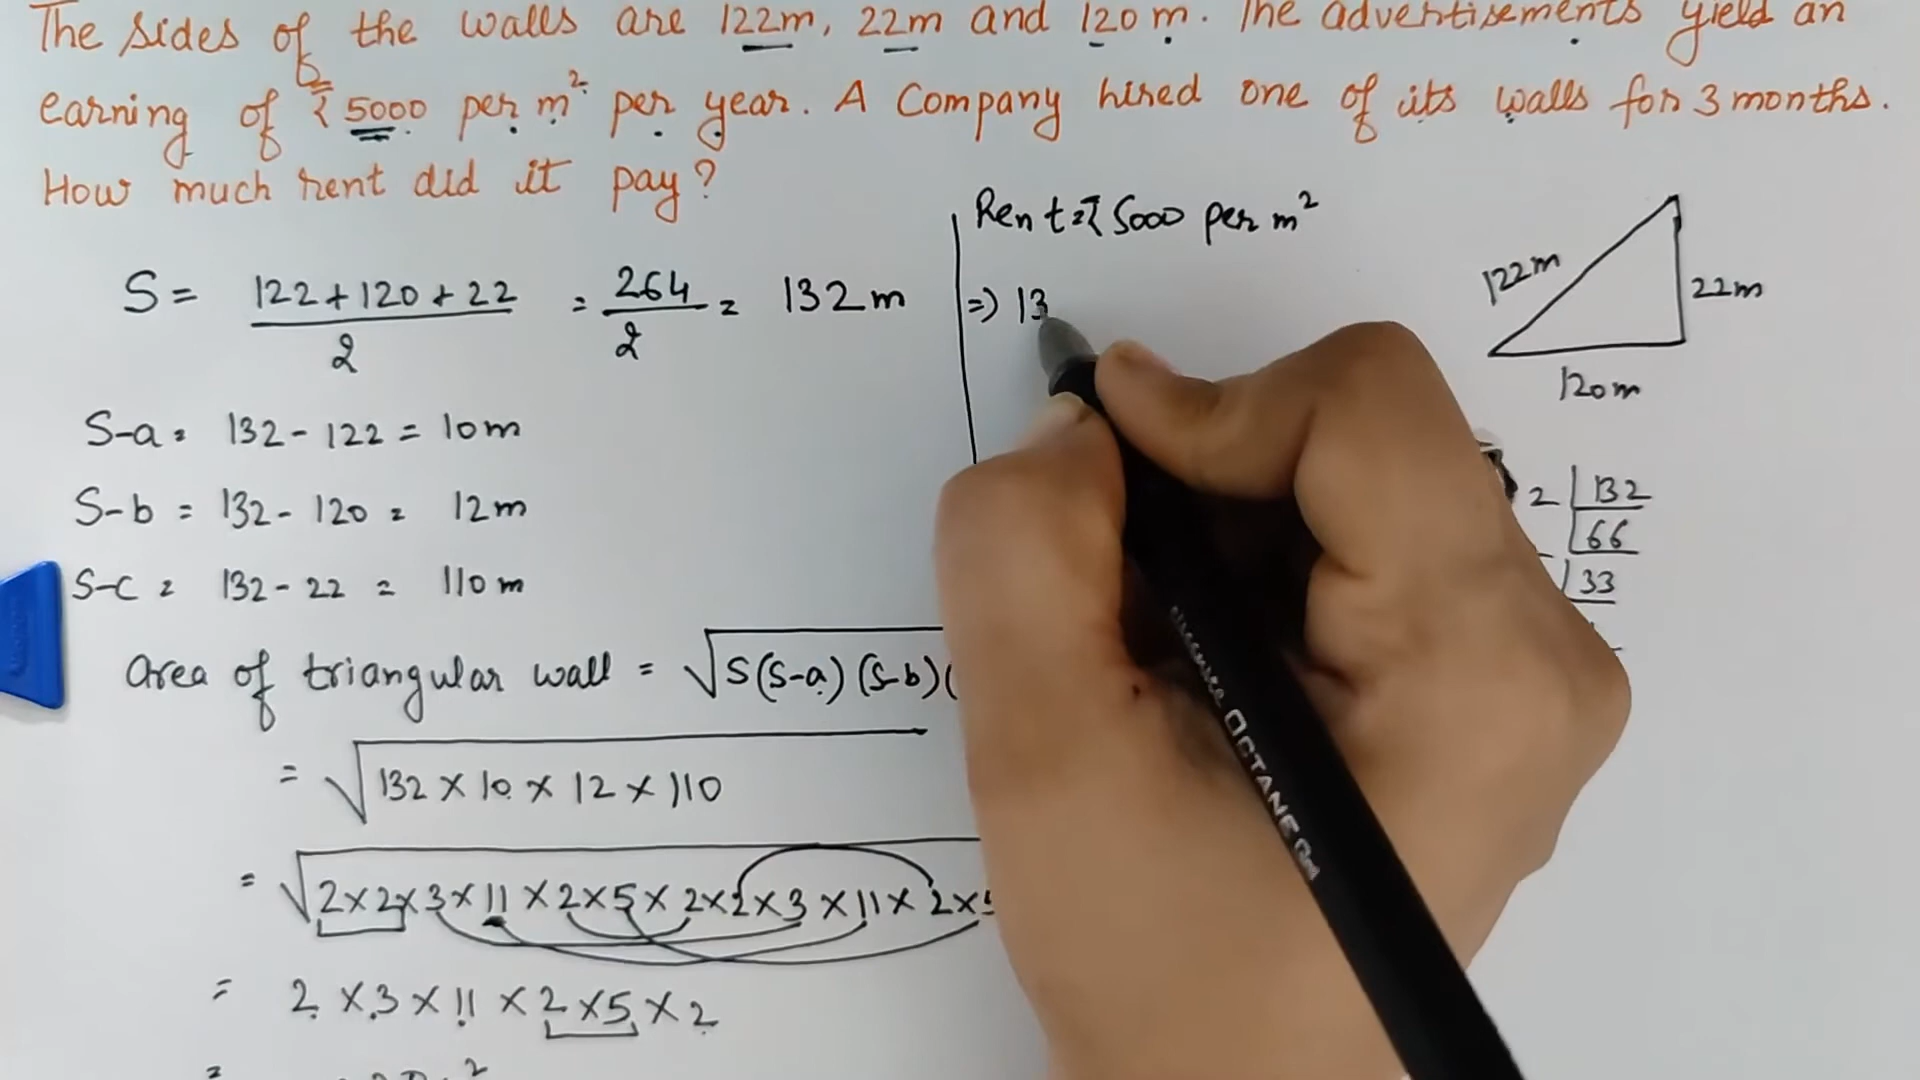 The sides of the walls are 122m, 22m and 120m. The advertisements yield an
earning of ₹ 5000 per m² per year. A Company hired one of its walls for 3 months.
How much rent did it pay?
S = 122+120+22 / 2 = 264 / 2 = 132 m
S-a = 132 - 122 = 10m
S-b = 132 - 120 = 12m
S-c = 132 - 22 = 110m
Area of triangular wall = √S(S-a)(S-b)(
= √132 × 10 × 12 × 110
= √2×2×3×11×2×5×2×2×3×11×2×5
= 2 × 3 × 11 × 2 × 5 × 2
Rent = ₹ 5000 per m²
=) 13
122m
22m
120m
2 132
66
33
OCTANE Gel